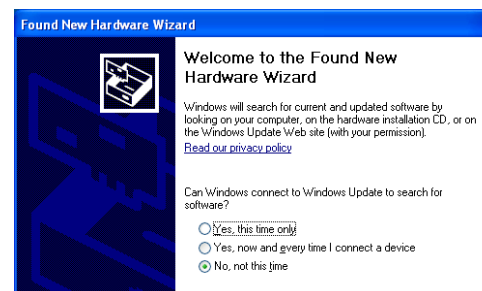 Found New Hardware Wizard
Welcome to the Found New
Hardware Wizard
Windows will search for current and updated software by
looking on your computer, on the hardware installation CD, or on
the Windows Update Web site (with your permission).
Read our privacy policy
Can Windows connect to Windows Update to search for
software?
Yes, this time only
Yes, now and every time I connect a device
No, not this time